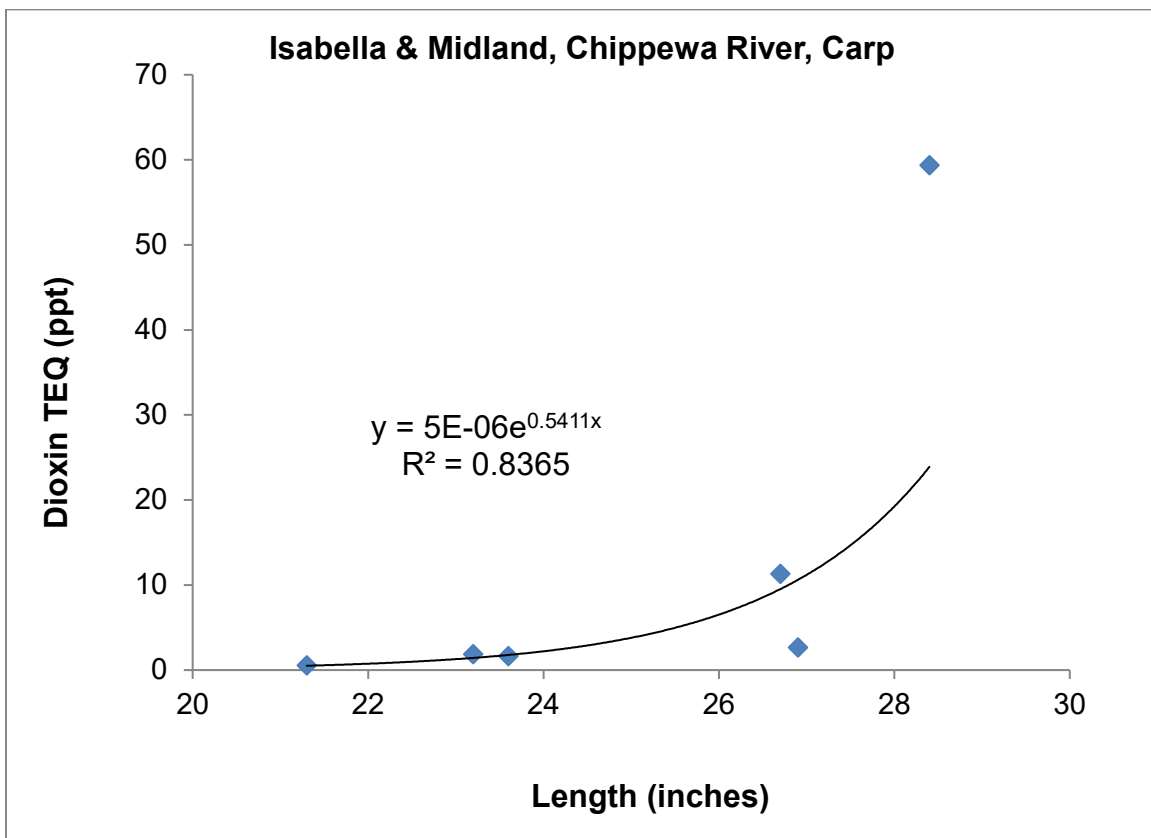 Isabella & Midland, Chippewa River, Carp
70
60
50
40
30
20
10
0
Dioxin TEQ (ppt)
y = 5E-06e^0.5411x
R² = 0.8365
20 22 24 26 28 30
Length (inches)